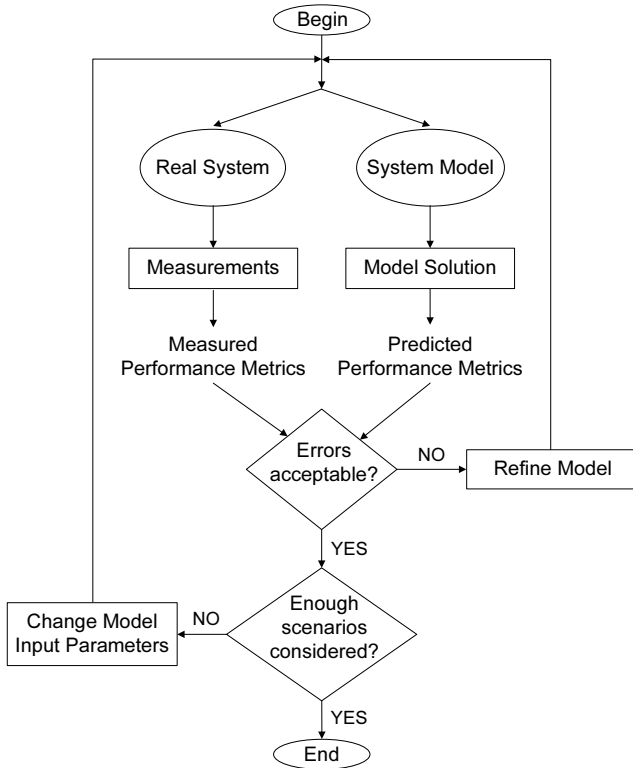 Begin
Real System
System Model
Measurements
Model Solution
Measured
Performance Metrics
Predicted
Performance Metrics
Errors
acceptable?
NO
Refine Model
YES
Change Model
Input Parameters
NO
Enough
scenarios
considered?
YES
End